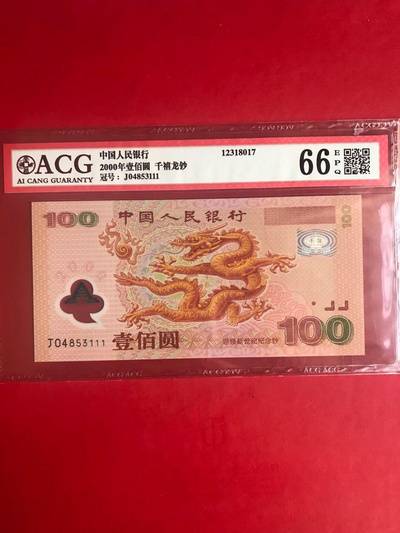 ACG
AI CANG GUARANTY
中国人民银行 12318017
2000年壹佰圆 千禧龙钞
冠号: J04853111
66 E P Q
100 中国人民银行
J04853111 壹佰圆 迎接新世纪纪念钞 100